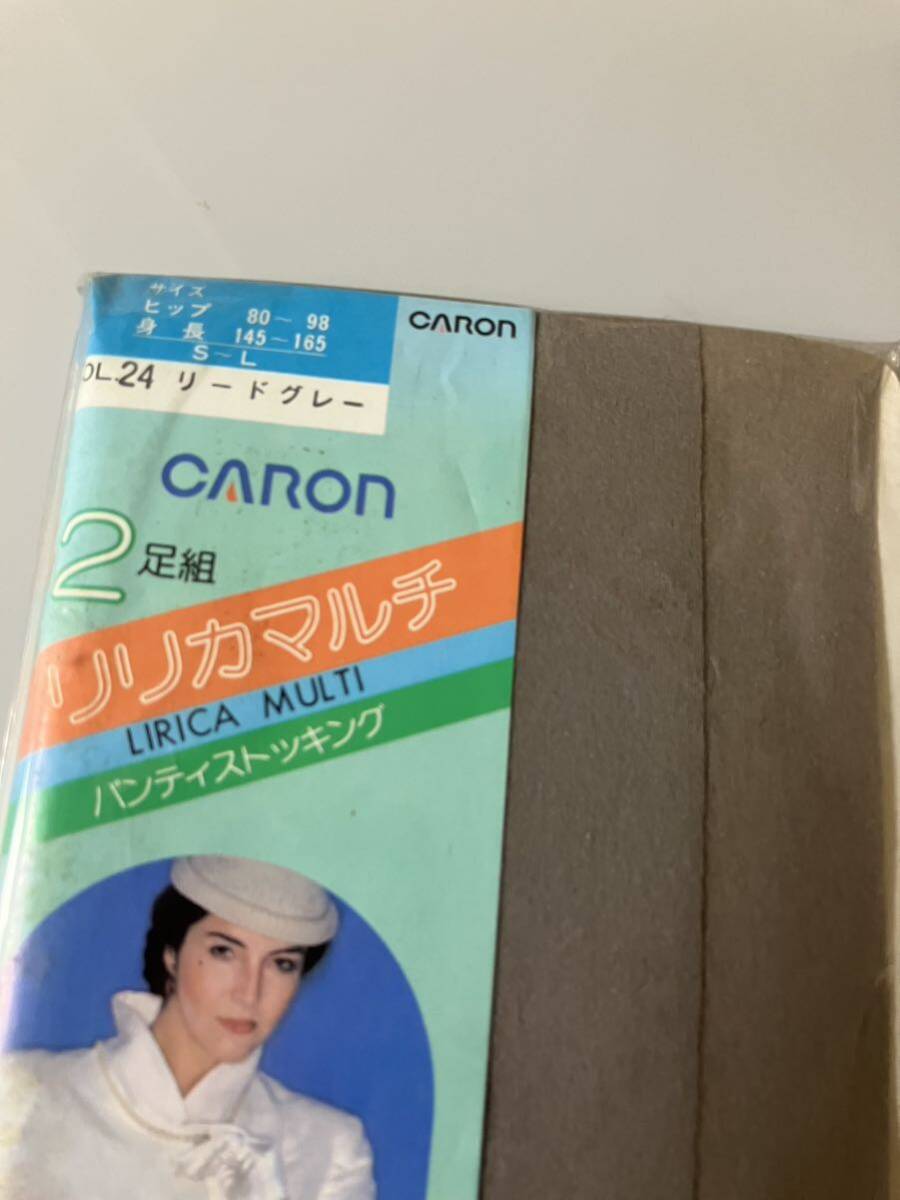 サイズ
ヒップ 80～98
身長 145～165
S～L
OL.24 リードグレー
CARON
CARON
2足組
リリカマルチ
LIRICA MULTI
パンティストッキング